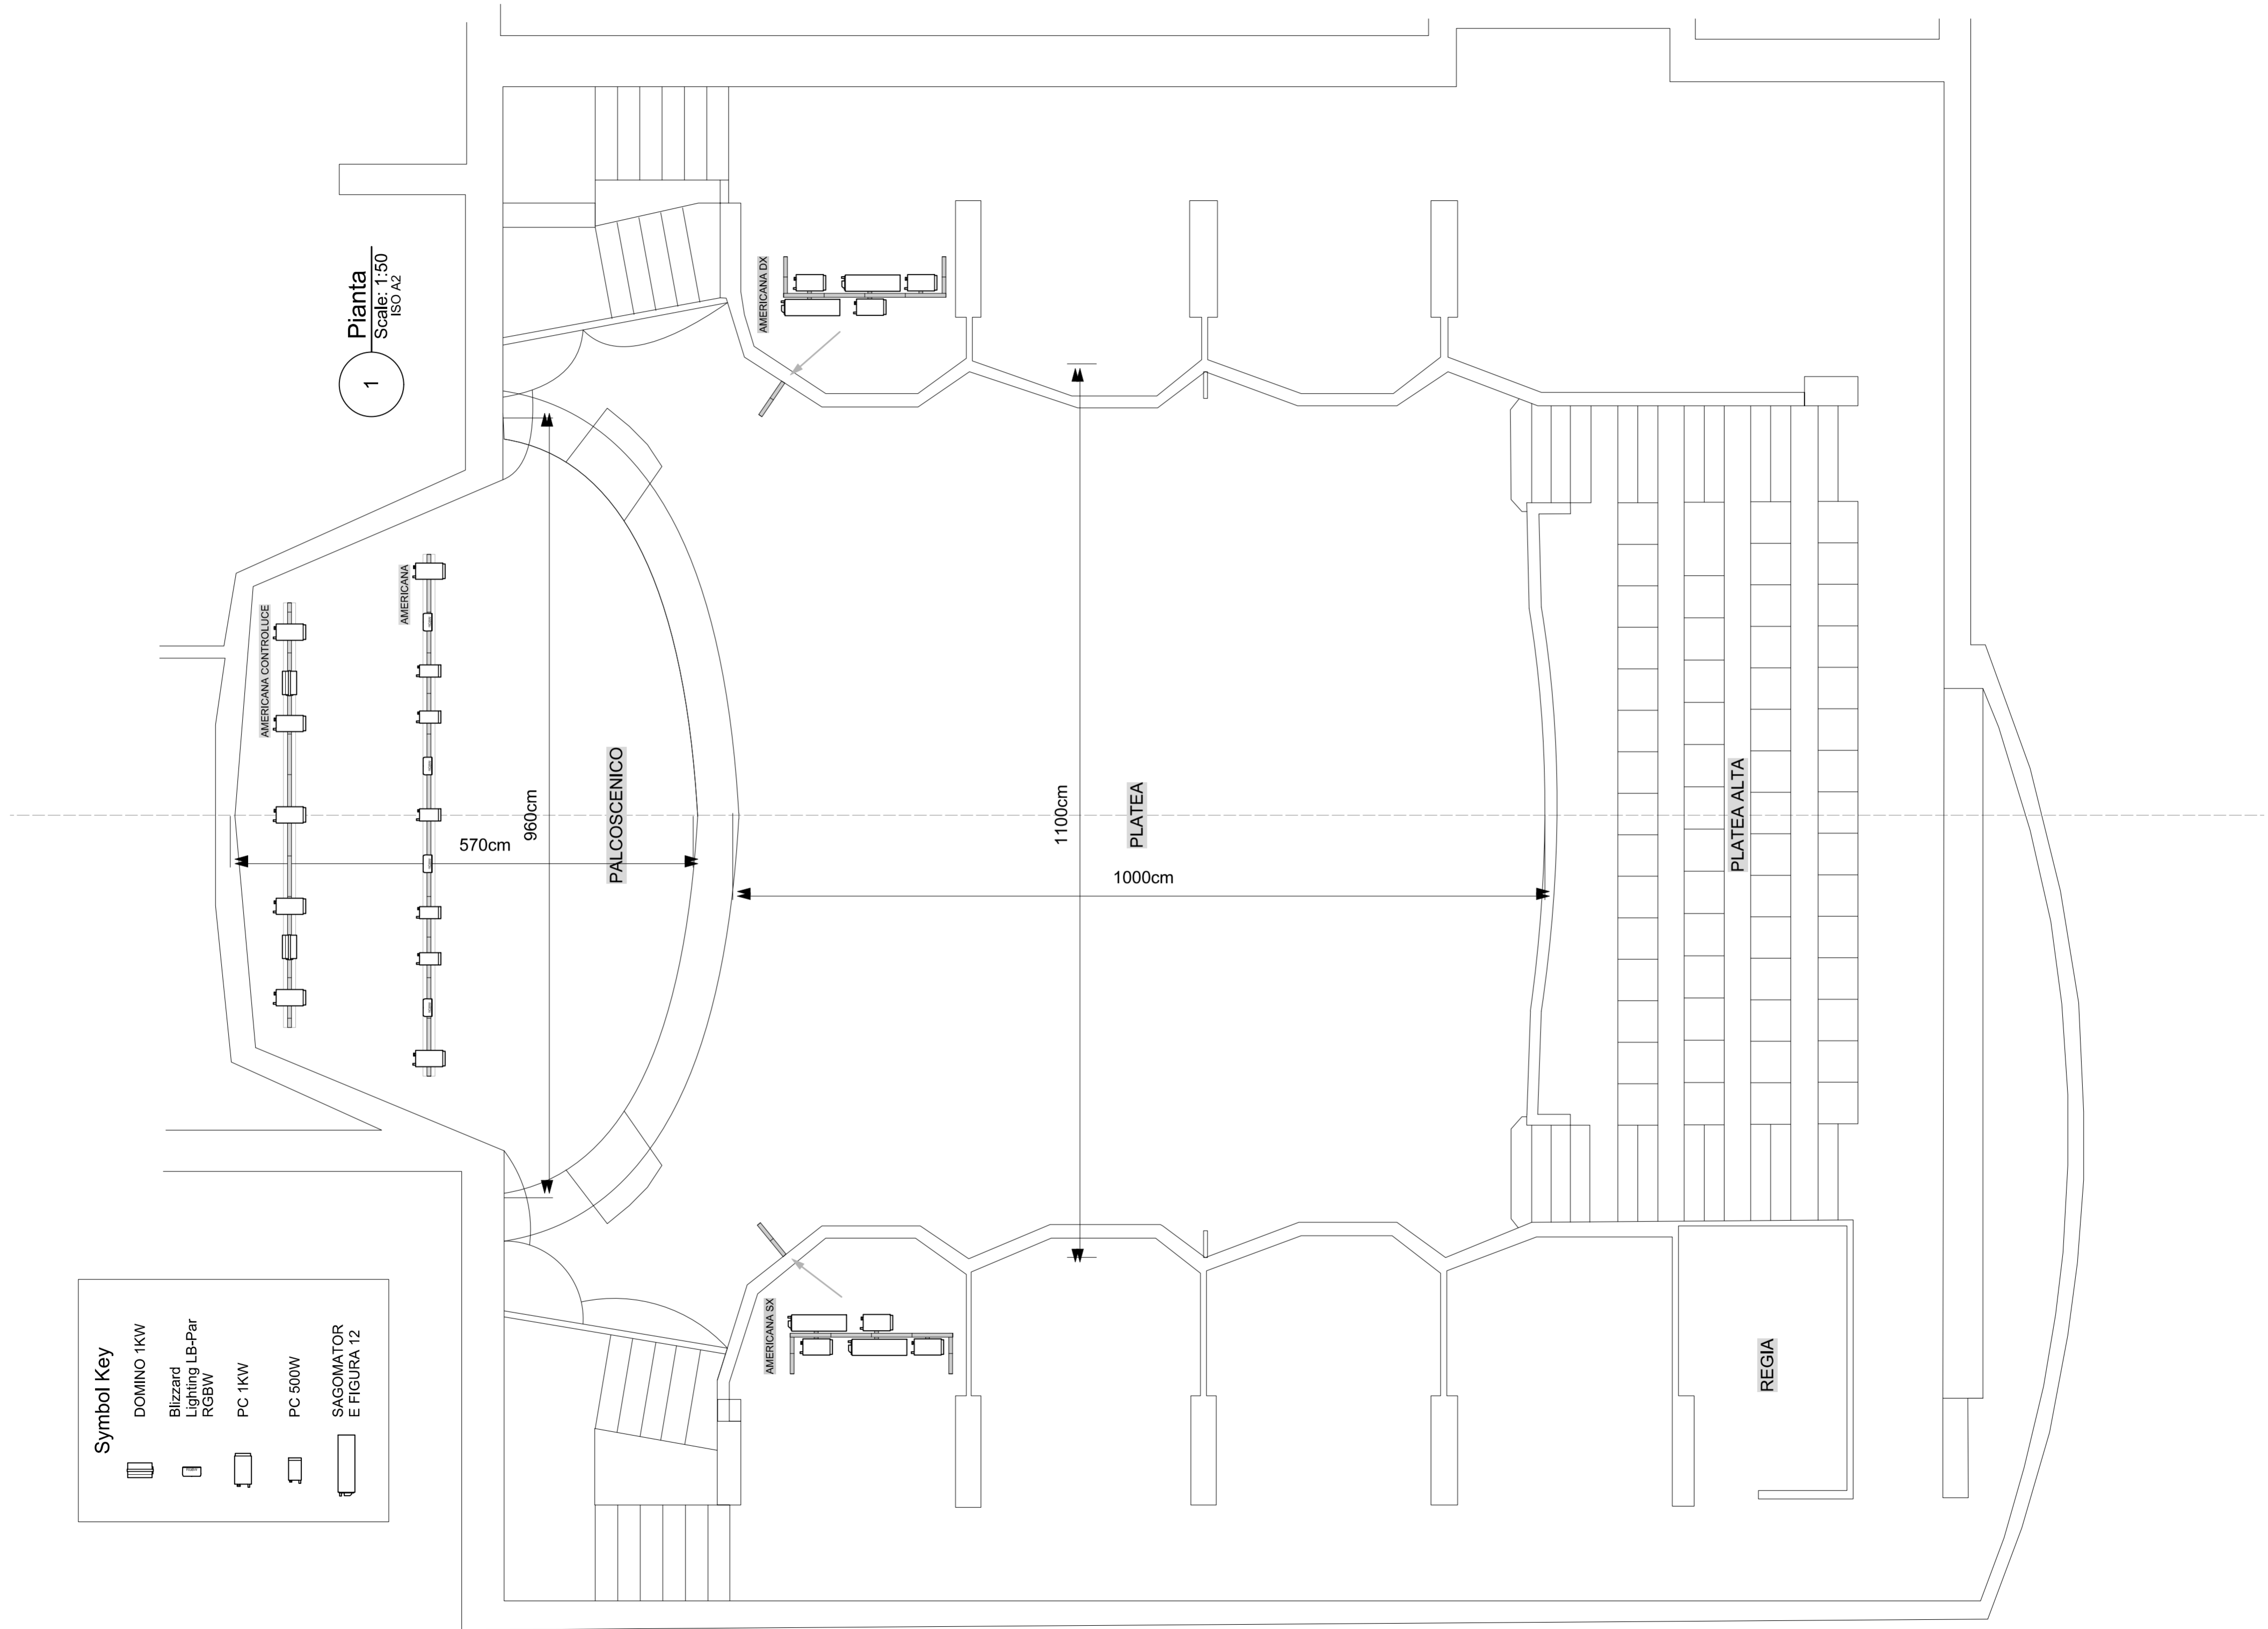 1
Pianta
Scale: 1:50
ISO A2
AMERICANA DX
AMERICANA CONTROLUCE
AMERICANA
960cm
570cm
PALCOSCENICO
1100cm
PLATEA
1000cm
PLATEA ALTA
AMERICANA SX
REGIA
Symbol Key
DOMINO 1KW
Blizzard
Lighting LB-Par
RGBW
PC 1KW
PC 500W
SAGOMATOR
E FIGURA 12